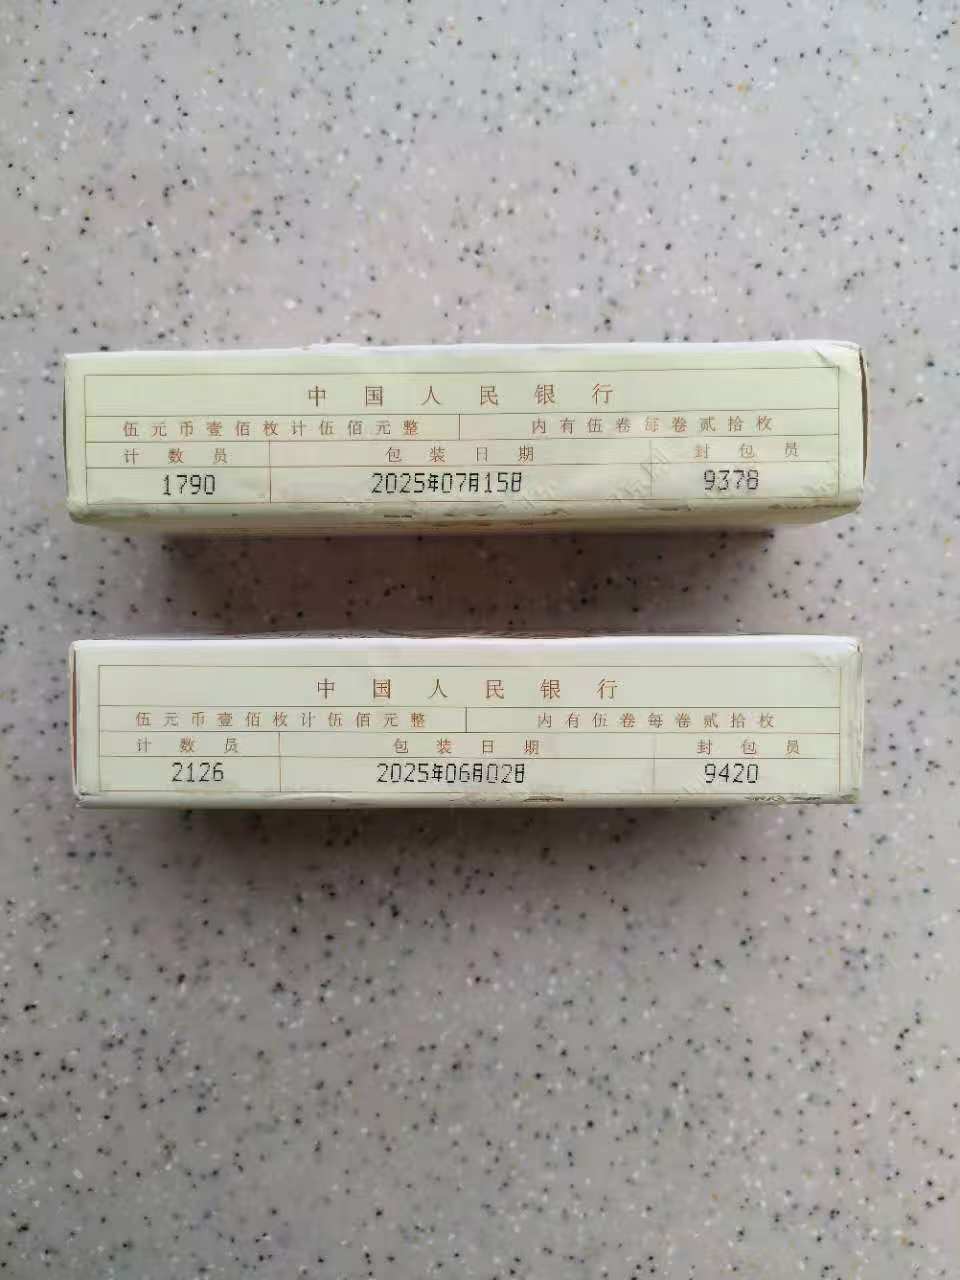 中国人民银行
伍元币壹佰枚计伍佰元整 内有伍卷每卷贰拾枚
计数员 包装日期 封包员
1790 2025年07月15日 9378
中国人民银行
伍元币壹佰枚计伍佰元整 内有伍卷每卷贰拾枚
计数员 包装日期 封包员
2126 2025年06月02日 9420